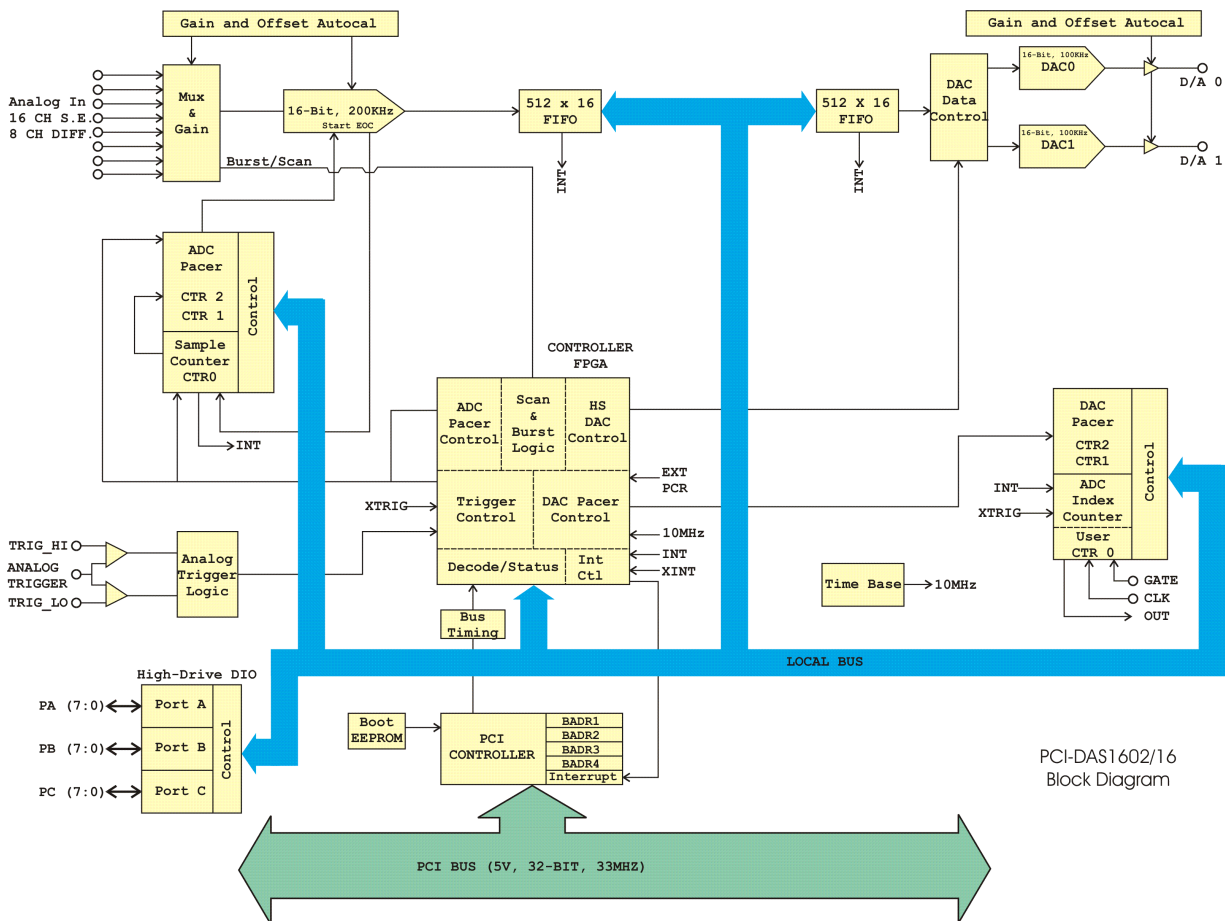 Gain and Offset Autocal
Gain and Offset Autocal
Analog In
16 CH S.E.
8 CH DIFF.
Mux
&
Gain
16-Bit, 200KHz
Start EOC
512 x 16
FIFO
INT
512 X 16
FIFO
INT
DAC
Data
Control
16-Bit, 100KHz
DAC0
16-Bit, 100KHz
DAC1
D/A 0
D/A 1
Burst/Scan
ADC
Pacer
CTR 2
CTR 1
Sample
Counter
CTR0
Control
INT
CONTROLLER
FPGA
ADC
Pacer
Control
Scan
&
Burst
Logic
HS
DAC
Control
Trigger
Control
DAC Pacer
Control
Decode/Status
Int
Ctl
XTRIG
EXT
PCR
10MHz
INT
XINT
DAC
Pacer
CTR2
CTR1
ADC
Index
Counter
User
CTR 0
Control
INT
XTRIG
GATE
CLK
OUT
Time Base
10MHz
TRIG_HI
ANALOG
TRIGGER
TRIG_LO
Analog
Trigger
Logic
Bus
Timing
LOCAL BUS
High-Drive DIO
PA (7:0)
Port A
PB (7:0)
Port B
PC (7:0)
Port C
Control
Boot
EEPROM
PCI
CONTROLLER
BADR1
BADR2
BADR3
BADR4
Interrupt
PCI-DAS1602/16
Block Diagram
PCI BUS (5V, 32-BIT, 33MHZ)